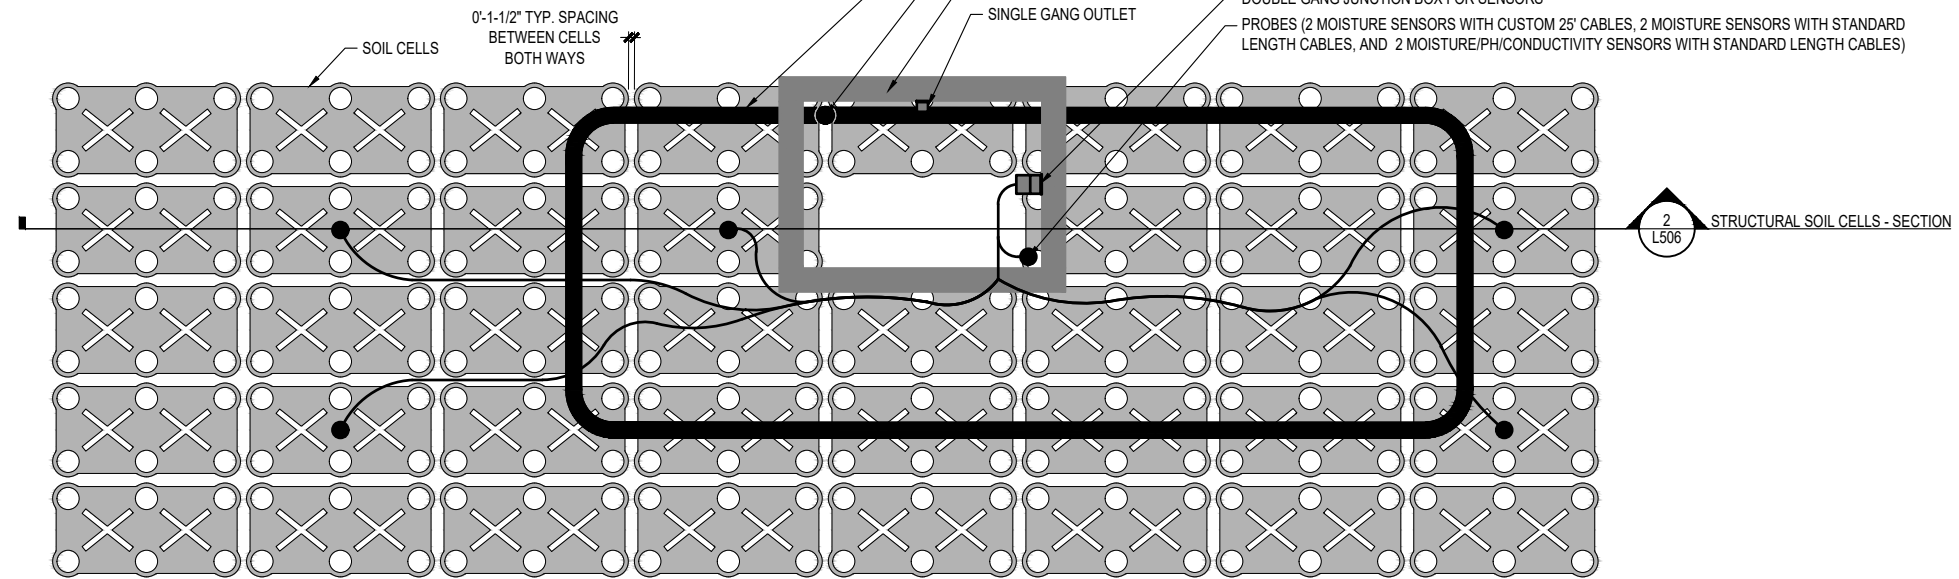 DOUBLE GANG JUNCTION BOX FOR SENSORS
SINGLE GANG OUTLET
0'-1-1/2" TYP. SPACING
BETWEEN CELLS
BOTH WAYS
SOIL CELLS
PROBES (2 MOISTURE SENSORS WITH CUSTOM 25' CABLES, 2 MOISTURE SENSORS WITH STANDARD
LENGTH CABLES, AND 2 MOISTURE/PH/CONDUCTIVITY SENSORS WITH STANDARD LENGTH CABLES)
2
L506
STRUCTURAL SOIL CELLS - SECTION